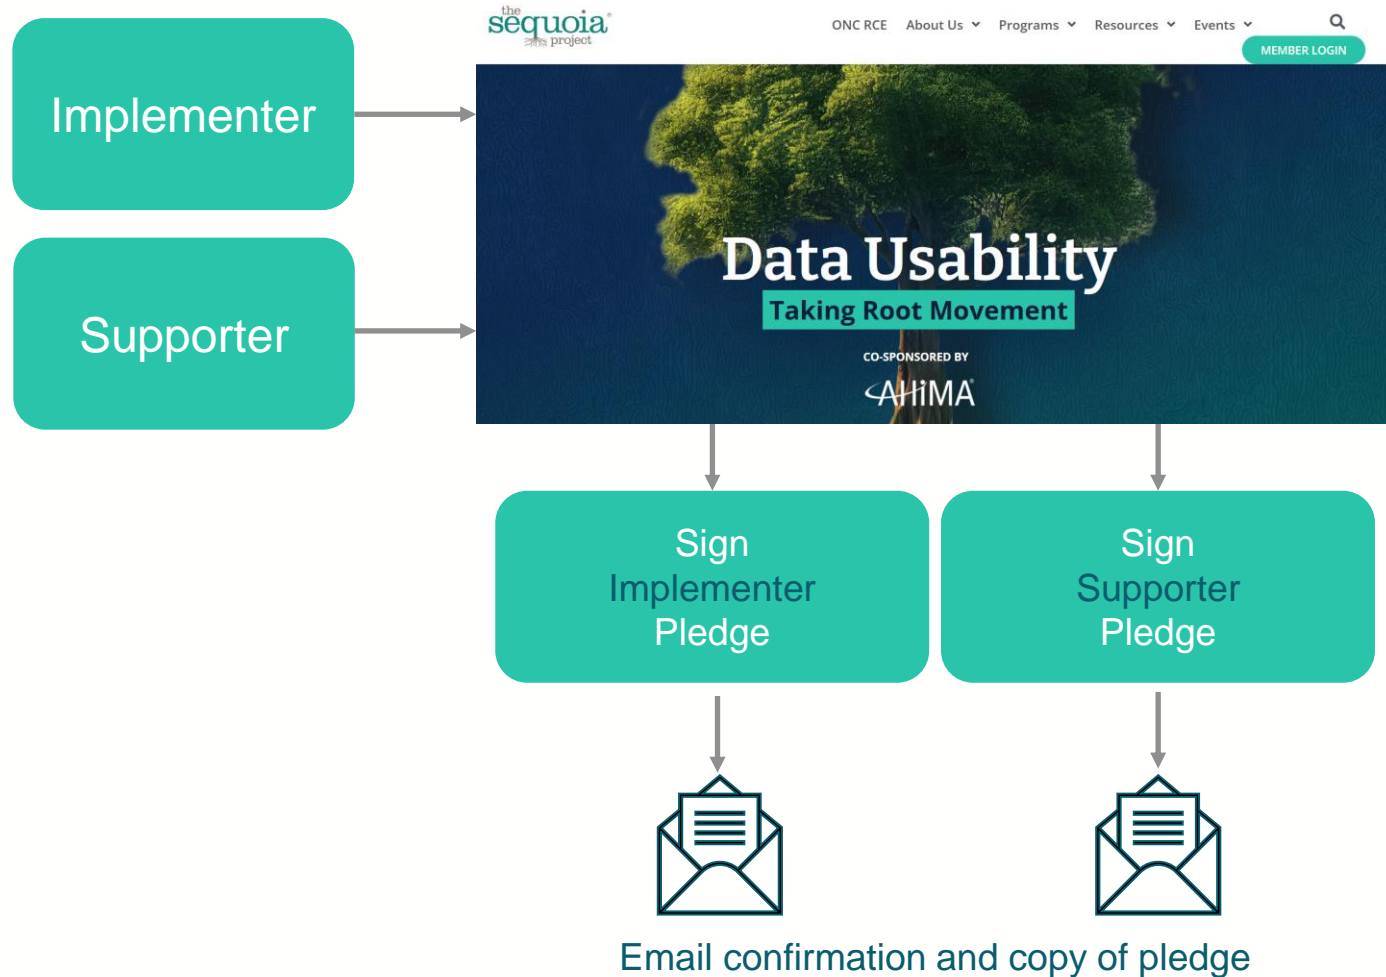 the
sequoia®
project
ONC RCE About Us Programs Resources Events
MEMBER LOGIN
Implementer
Supporter
Data Usability
Taking Root Movement
CO-SPONSORED BY
AHiMA®
Sign
Implementer
Pledge
Sign
Supporter
Pledge
Email confirmation and copy of pledge